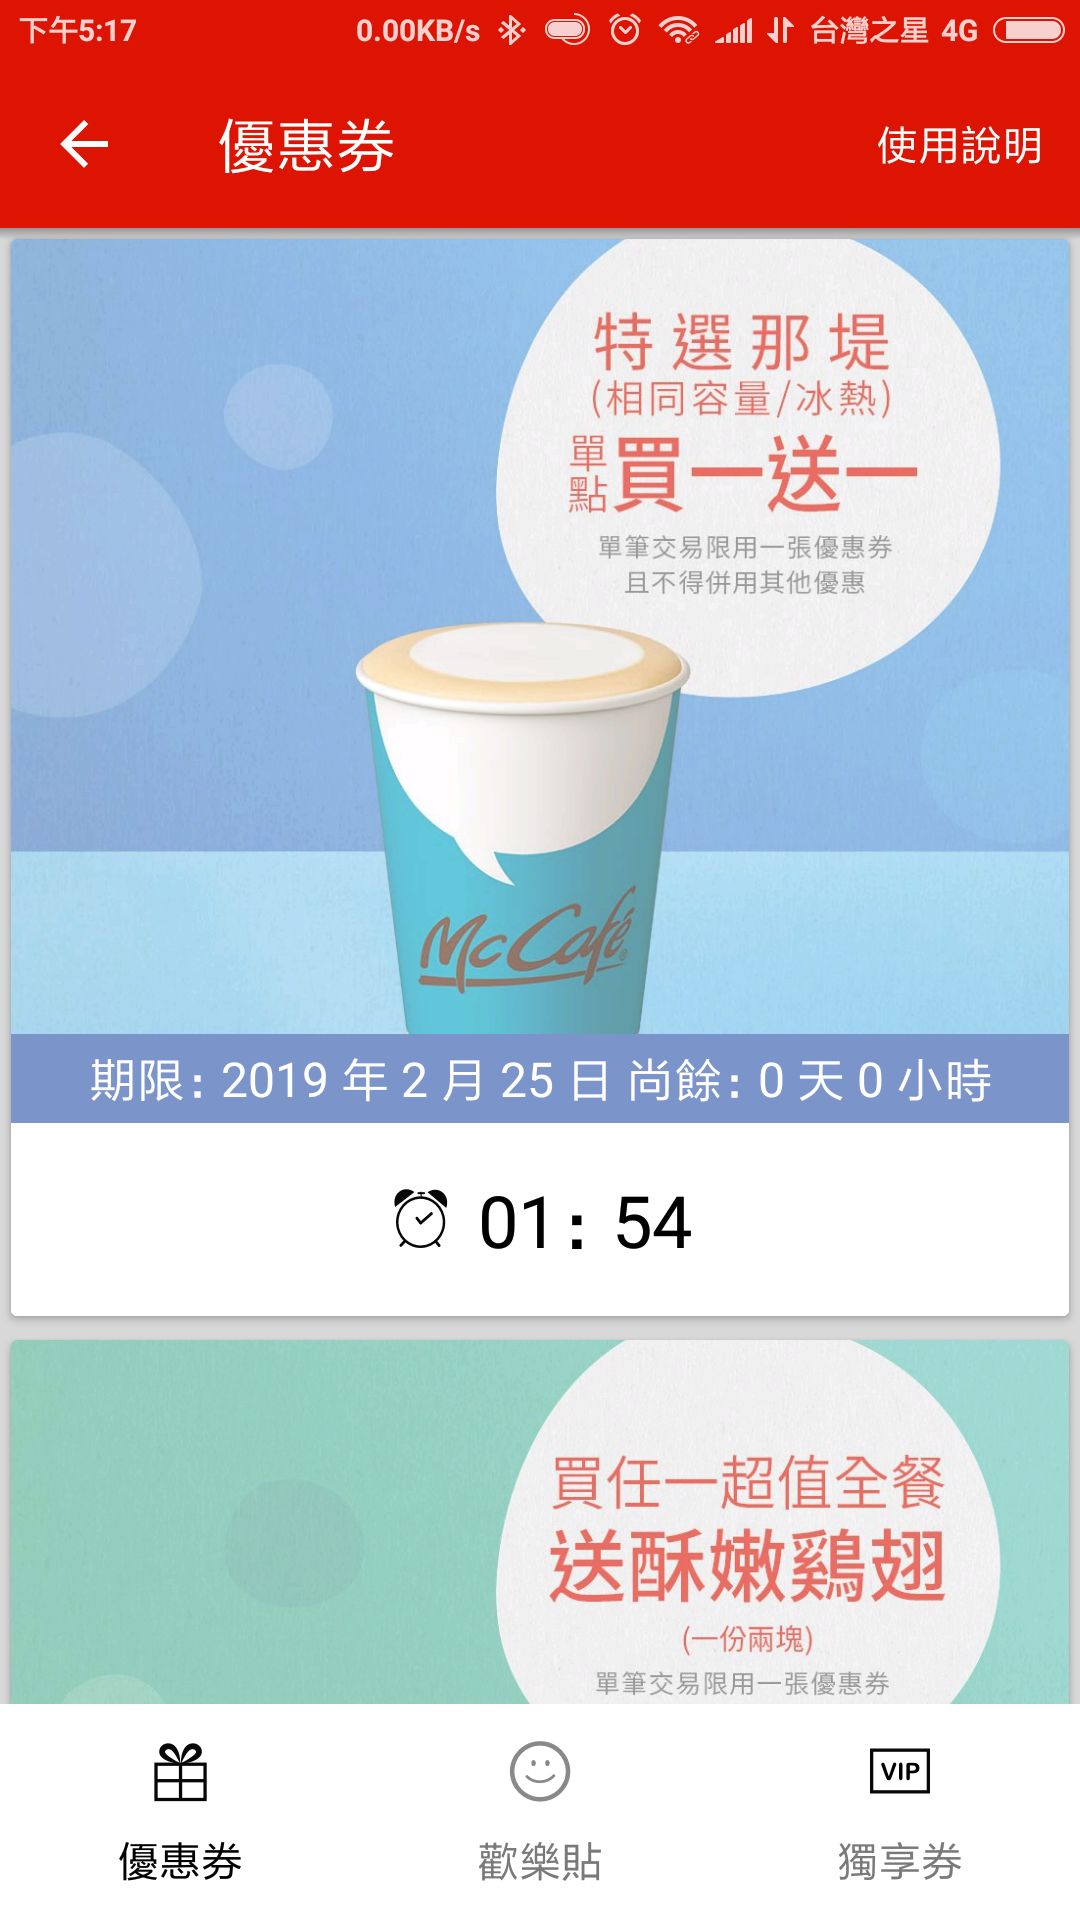 下午5:17
0.00KB/s
台灣之星 4G
優惠券
使用說明
特選那堤
(相同容量/冰熱)
單點買一送一
單筆交易限用一張優惠券
且不得併用其他優惠
McCafé®
期限: 2019 年 2 月 25 日 尚餘: 0 天 0 小時
01: 54
買任一超值全餐
送酥嫩鷄翅
(一份兩塊)
單筆交易限用一張優惠券
VIP
優惠券
歡樂貼
獨享券